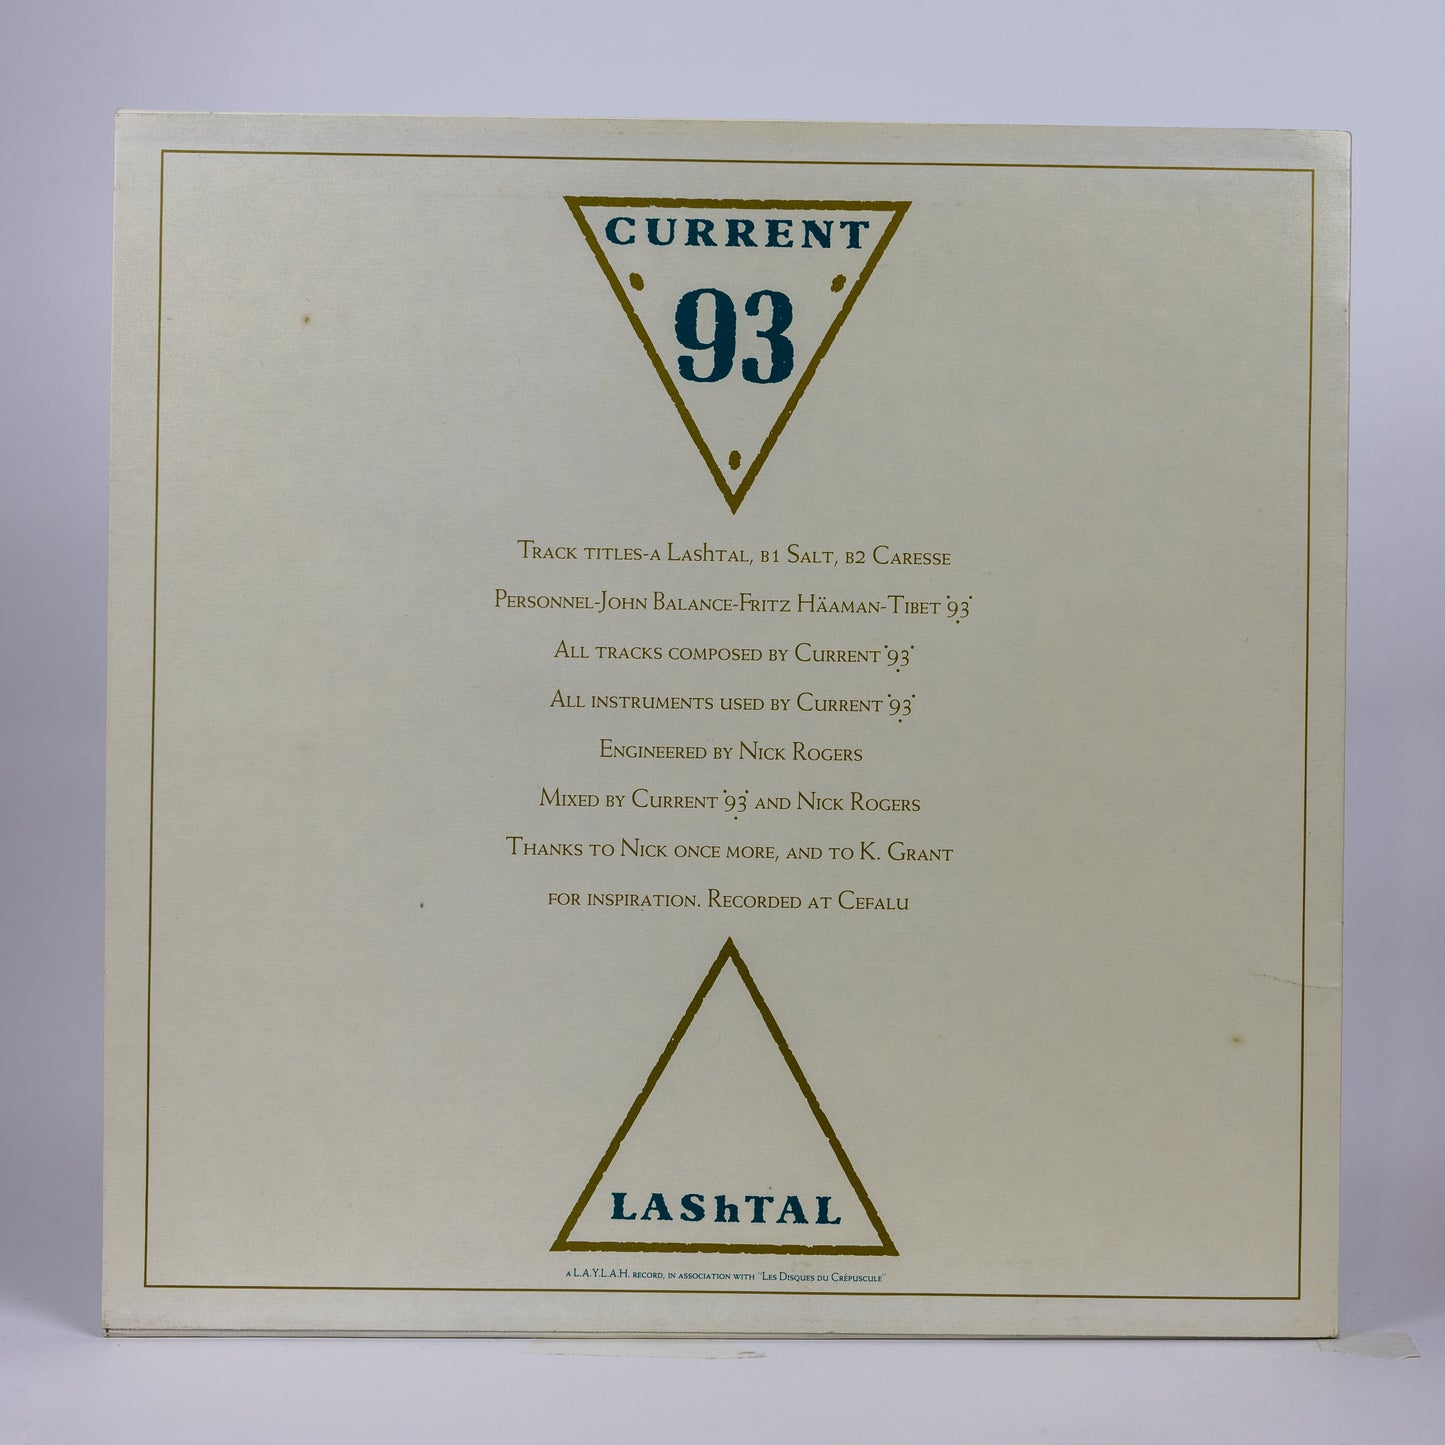 CURRENT
93
Track titles-a Lashtal, b1 Salt, b2 Caresse
Personnel-John Balance-Fritz Häaman-Tibet '93'
All tracks composed by Current '93'
All instruments used by Current '93'
Engineered by Nick Rogers
Mixed by Current '93' and Nick Rogers
Thanks to Nick once more, and to K. Grant
for inspiration. Recorded at Cefalu
LAShTAL
a L.A.Y.L.A.H. record, in association with "Les Disques du Crépuscule"